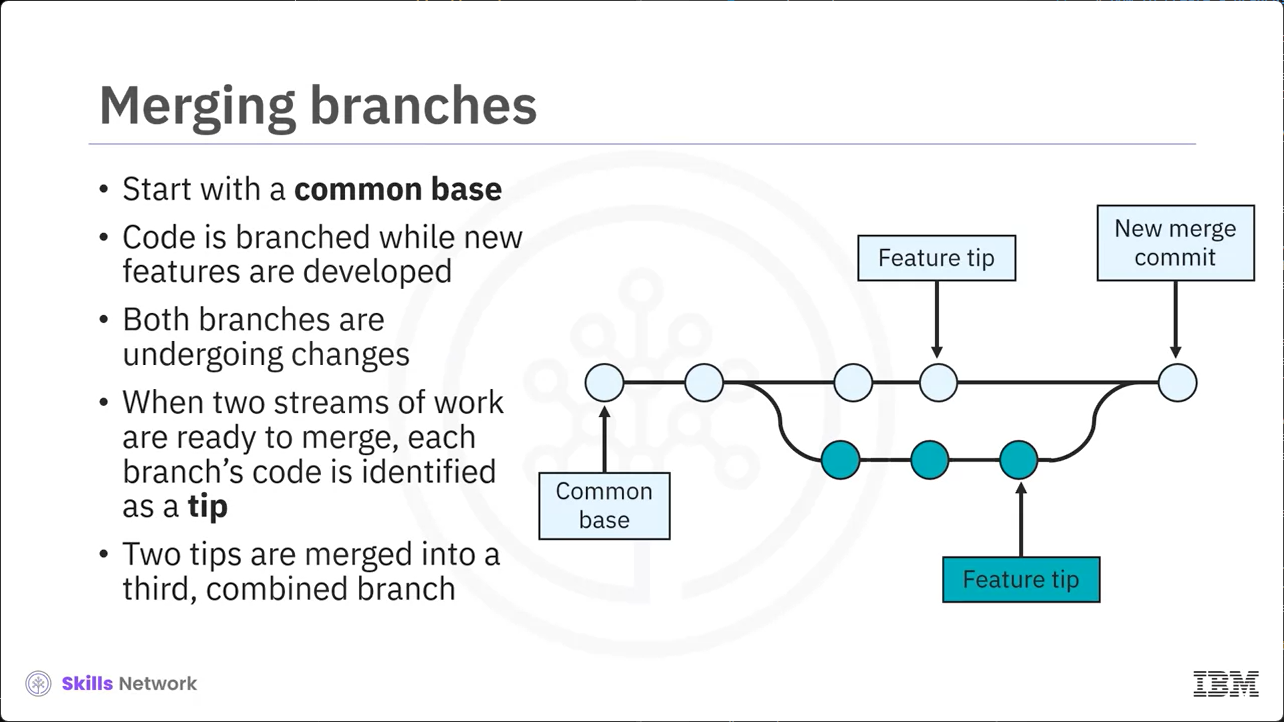 Merging branches
• Start with a common base
• Code is branched while new
features are developed
• Both branches are
undergoing changes
• When two streams of work
are ready to merge, each
branch’s code is identified
as a tip
• Two tips are merged into a
third, combined branch
Feature tip
New merge
commit
Common
base
Feature tip
Skills Network
IBM